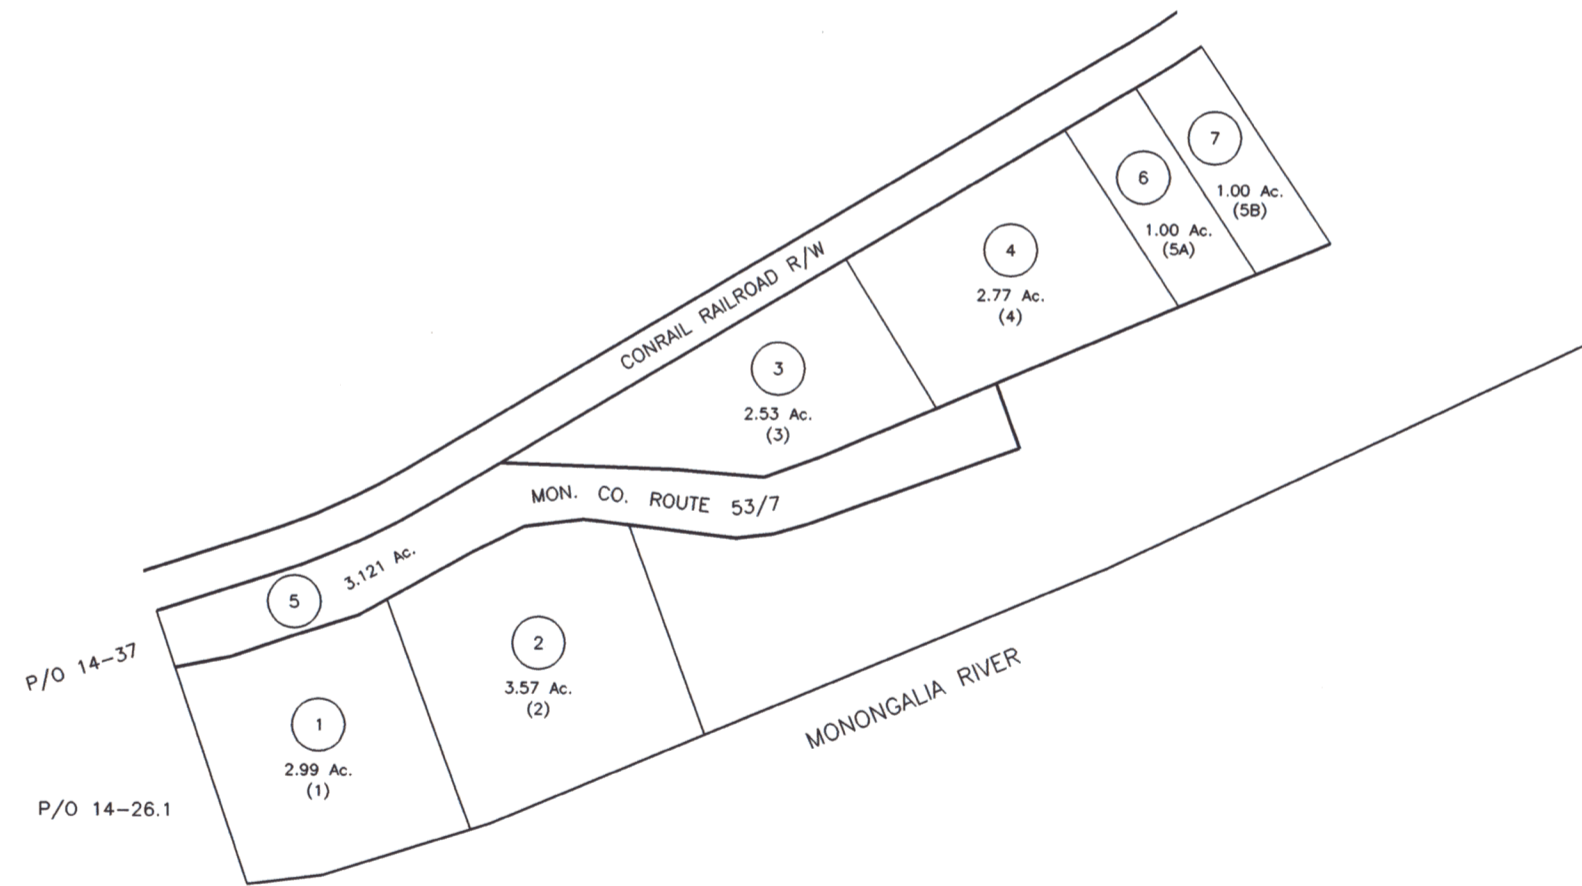 7
1.00 Ac.
(5B)
6
1.00 Ac.
(5A)
4
2.77 Ac.
(4)
CONRAIL RAILROAD R/W
3
2.53 Ac.
(3)
MON. CO. ROUTE 53/7
5
3.121 Ac.
P/O 14-37
2
3.57 Ac.
(2)
MONONGALIA RIVER
1
2.99 Ac.
(1)
P/O 14-26.1